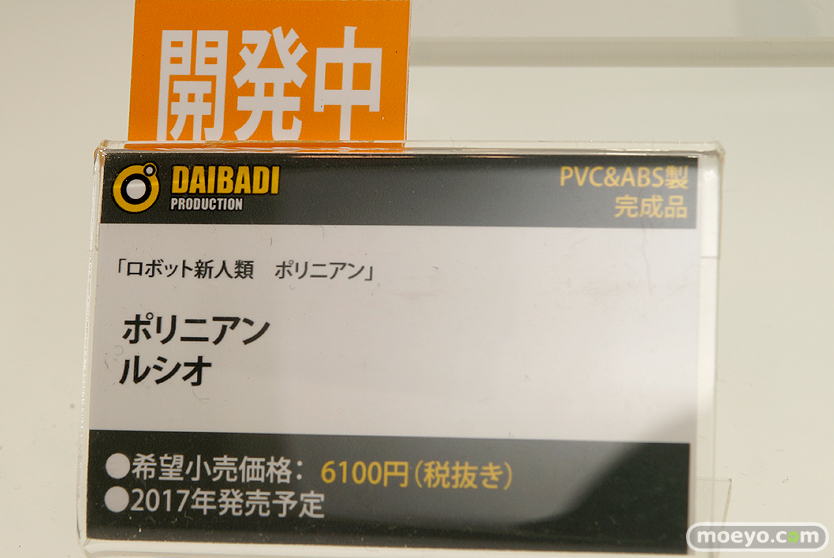 開発中
DAIBADI
PRODUCTION
PVC&ABS製
完成品
「ロボット新人類　ポリニアン」
ポリニアン
ルシオ
●希望小売価格： 6100円（税抜き）
●2017年発売予定
moeyo.com